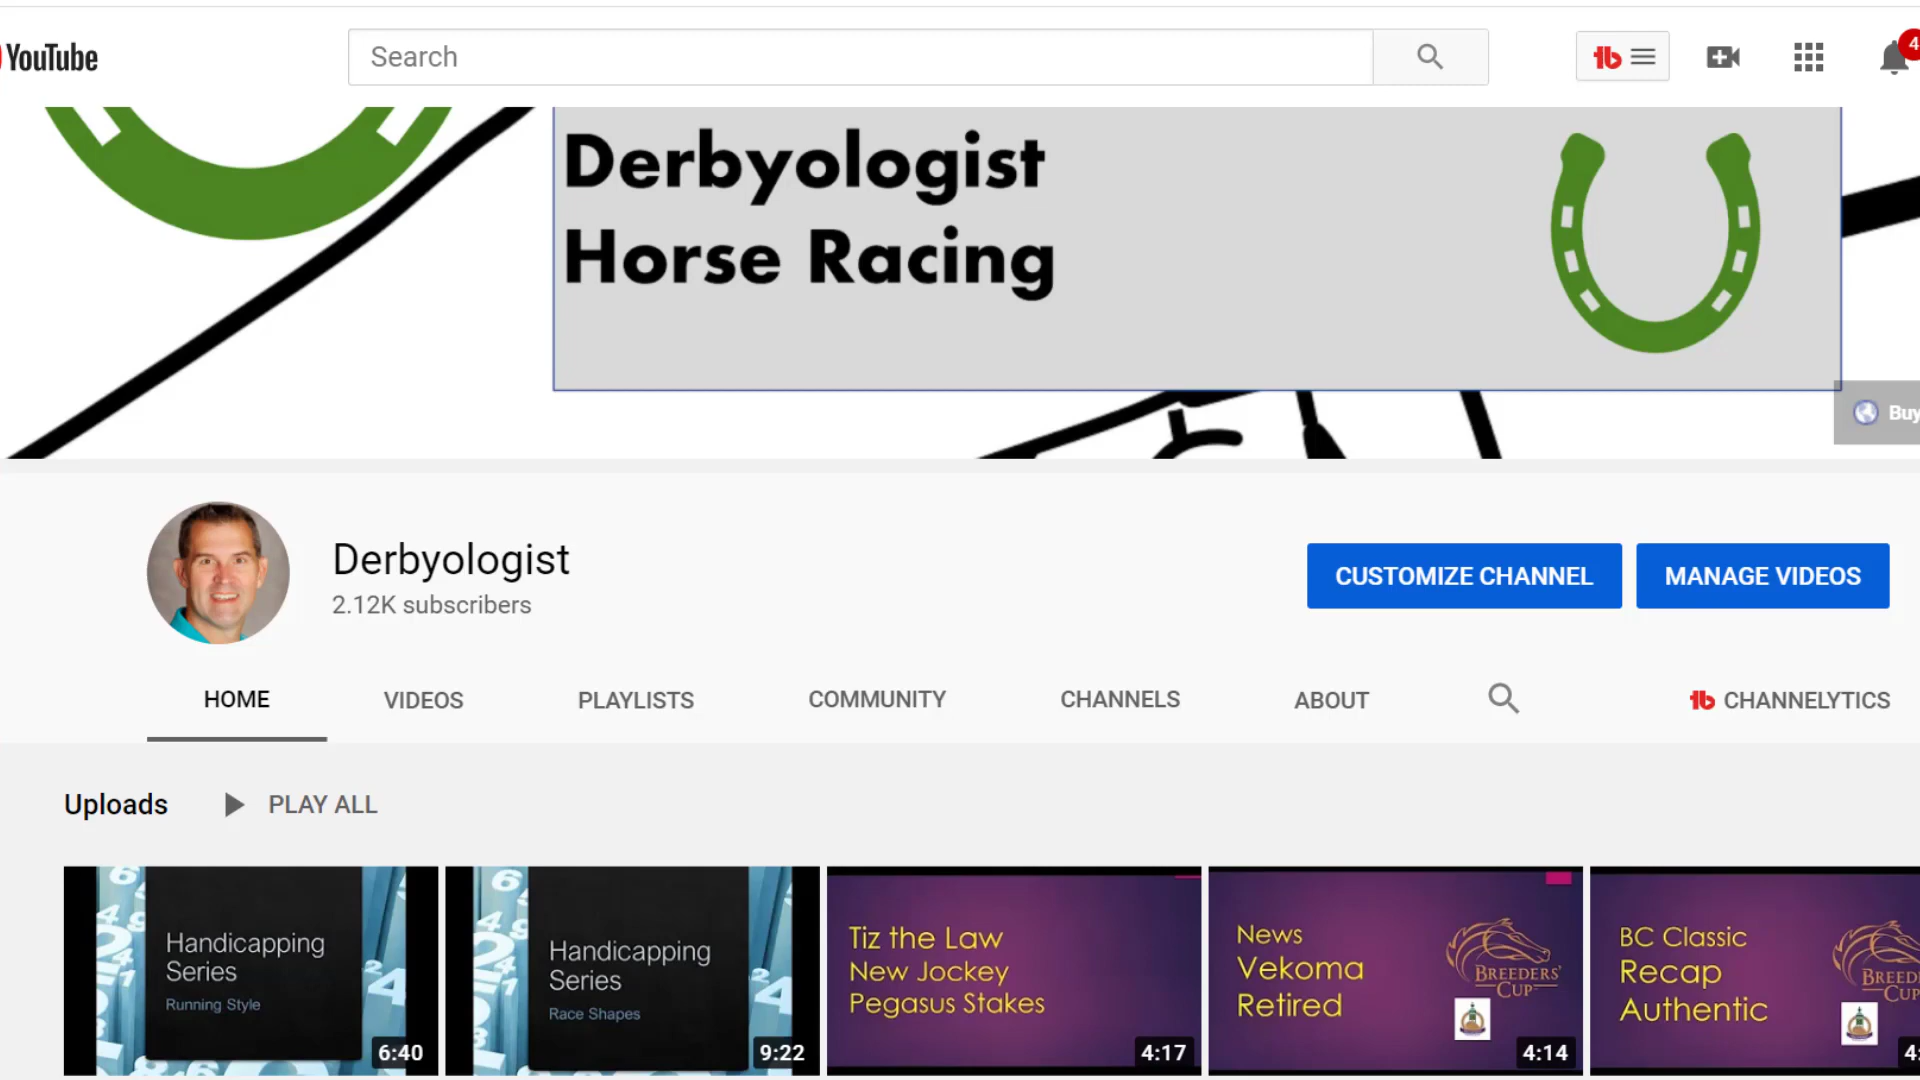 YouTube
Search
4
Derbyologist
Horse Racing
Buy
Derbyologist
2.12K subscribers
CUSTOMIZE CHANNEL
MANAGE VIDEOS
HOME
VIDEOS
PLAYLISTS
COMMUNITY
CHANNELS
ABOUT
CHANNELYTICS
Uploads
PLAY ALL
Handicapping
Series
Running Style
6:40
Handicapping
Series
Race Shapes
9:22
Tiz the Law
New Jockey
Pegasus Stakes
4:17
News
Vekoma
Retired
BREEDERS'
CUP
4:14
BC Classic
Recap
Authentic